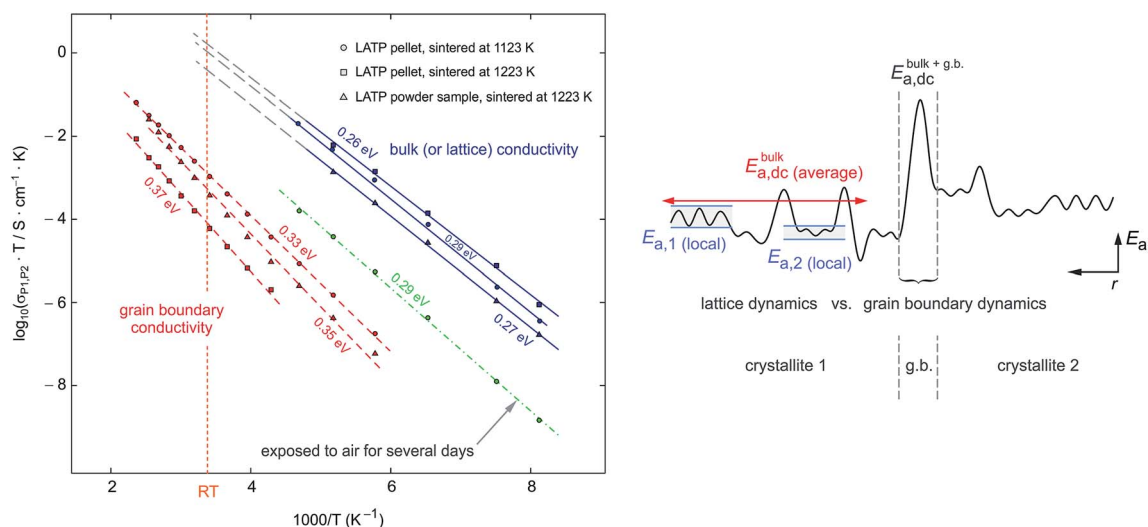 0
− 2
− 4
− 6
− 8
log₁₀(σP1,P2 · T / S · cm⁻¹ · K)
LATP pellet, sintered at 1123 K
LATP pellet, sintered at 1223 K
LATP powder sample, sintered at 1223 K
0.26 eV
bulk (or lattice) conductivity
0.37 eV
0.33 eV
0.29 eV
0.29 eV
0.27 eV
grain boundary
conductivity
0.35 eV
exposed to air for several days
2
RT
4
6
8
1000/T (K⁻¹)
Ea,dc bulk + g.b.
Ea,dc bulk (average)
Ea,1 (local)
Ea,2 (local)
Ea
r
lattice dynamics vs. grain boundary dynamics
crystallite 1
g.b.
crystallite 2